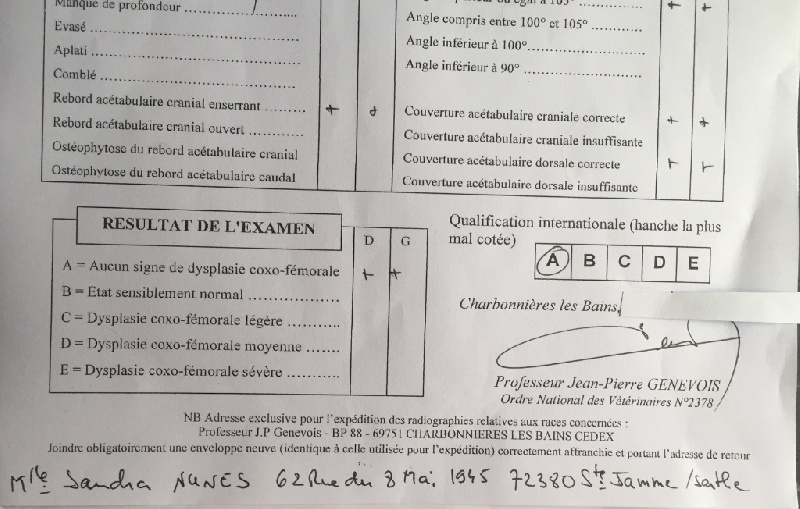 Manque de profondeur ........
Evasé ........
Aplati ........
Comblé ........
Rebord acétabulaire cranial enserrant ........ + +
Rebord acétabulaire cranial ouvert ........
Ostéophytose du rebord acétabulaire cranial
Ostéophytose du rebord acétabulaire caudal
105° ........ + +
Angle compris entre 100° et 105° ........
Angle inférieur à 100° ........
Angle inférieur à 90° ........
Couverture acétabulaire craniale correcte + +
Couverture acétabulaire craniale insuffisante
Couverture acétabulaire dorsale correcte + +
Couverture acétabulaire dorsale insuffisante
RESULTAT DE L'EXAMEN
D G
A = Aucun signe de dysplasie coxo-fémorale + +
B = Etat sensiblement normal ........
C = Dysplasie coxo-fémorale légère ........
D = Dysplasie coxo-fémorale moyenne ........
E = Dysplasie coxo-fémorale sévère ........
Qualification internationale (hanche la plus
mal cotée)
A B C D E
Charbonnières les Bains,
Professeur Jean-Pierre GENEVOIS
Ordre National des Vétérinaires N°2378
NB Adresse exclusive pour l'expédition des radiographies relatives aux races concernées :
Professeur J.P Genevois - BP 88 - 69751 CHARBONNIERES LES BAINS CEDEX
Joindre obligatoirement une enveloppe neuve (identique à celle utilisée pour l'expédition) correctement affranchie et portant l'adresse de retour
Mlle Sandra NUNES 62 Rue du 8 Mai 1945 72380 Ste Jamme /Sarthe